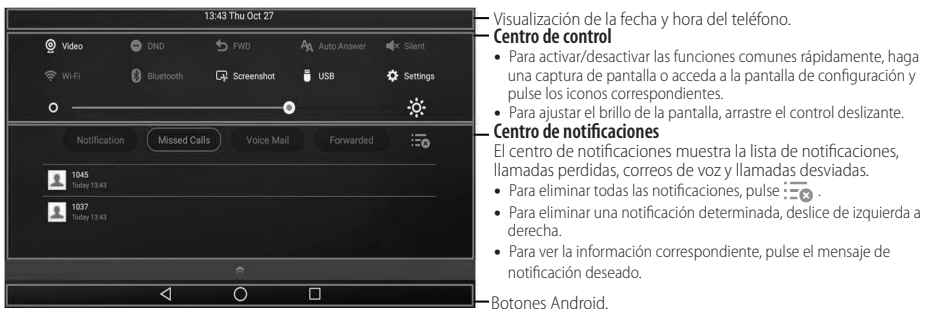 13:43 Thu Oct 27
Video DND FWD Auto Answer Silent
Wi-Fi Bluetooth Screenshot USB Settings
Notification Missed Calls Voice Mail Forwarded
1045
Today 13:43
1037
Today 13:43
Visualización de la fecha y hora del teléfono.
Centro de control
• Para activar/desactivar las funciones comunes rápidamente, haga
una captura de pantalla o acceda a la pantalla de configuración y
pulse los iconos correspondientes.
• Para ajustar el brillo de la pantalla, arrastre el control deslizante.
Centro de notificaciones
El centro de notificaciones muestra la lista de notificaciones,
llamadas perdidas, correos de voz y llamadas desviadas.
• Para eliminar todas las notificaciones, pulse .
• Para eliminar una notificación determinada, deslice de izquierda a
derecha.
• Para ver la información correspondiente, pulse el mensaje de
notificación deseado.
Botones Android.